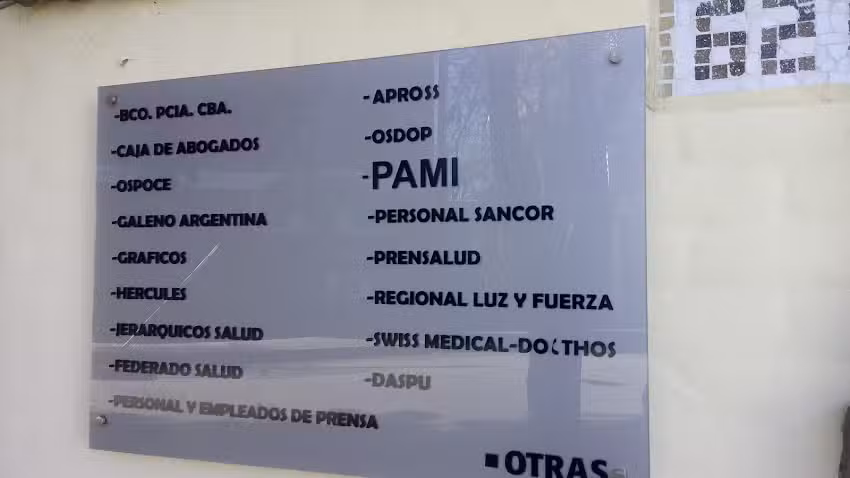 -BCO. PCIA. CBA.
-CAJA DE ABOGADOS
-OSPOCE
-GALENO ARGENTINA
-GRAFICOS
-HERCULES
-JERARQUICOS SALUD
-FEDERADO SALUD
-PERSONAL Y EMPLEADOS DE PRENSA
-APROSS
-OSDOP
-PAMI
-PERSONAL SANCOR
-PRENSALUD
-REGIONAL LUZ Y FUERZA
-SWISS MEDICAL-DOCTHOS
-DASPU
▪OTRAS